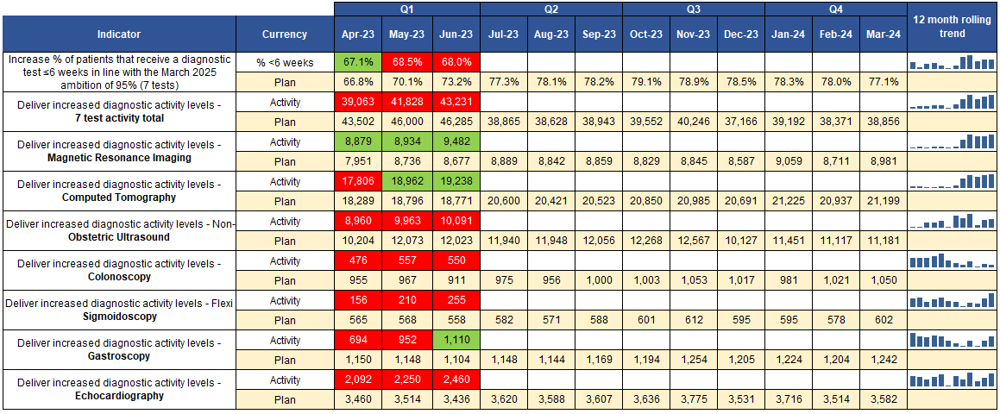 Q1 Q2 Q3 Q4
Indicator Currency Apr-23 May-23 Jun-23 Jul-23 Aug-23 Sep-23 Oct-23 Nov-23 Dec-23 Jan-24 Feb-24 Mar-24 12 month rolling
trend
Increase % of patients that receive a diagnostic
test ≤6 weeks in line with the March 2025
ambition of 95% (7 tests)
% <6 weeks 67.1% 68.5% 68.0%
Plan 66.8% 70.1% 73.2% 77.3% 78.1% 78.2% 79.1% 78.9% 78.5% 78.3% 78.0% 77.1%
Deliver increased diagnostic activity levels -
7 test activity total
Activity 39,063 41,828 43,231
Plan 43,502 46,000 46,285 38,865 38,628 38,943 39,552 40,246 37,166 39,192 38,371 38,856
Deliver increased diagnostic activity levels -
Magnetic Resonance Imaging
Activity 8,879 8,934 9,482
Plan 7,951 8,736 8,677 8,889 8,842 8,859 8,829 8,845 8,587 9,059 8,711 8,981
Deliver increased diagnostic activity levels -
Computed Tomography
Activity 17,806 18,962 19,238
Plan 18,289 18,796 18,771 20,600 20,421 20,523 20,850 20,985 20,691 21,225 20,937 21,199
Deliver increased diagnostic activity levels - Non-
Obstetric Ultrasound
Activity 8,960 9,963 10,091
Plan 10,204 12,073 12,023 11,940 11,948 12,056 12,268 12,567 10,127 11,451 11,117 11,181
Deliver increased diagnostic activity levels -
Colonoscopy
Activity 476 557 550
Plan 955 967 911 975 956 1,000 1,003 1,053 1,017 981 1,021 1,050
Deliver increased diagnostic activity levels - Flexi
Sigmoidoscopy
Activity 156 210 255
Plan 565 568 558 582 571 588 601 612 595 595 578 602
Deliver increased diagnostic activity levels -
Gastroscopy
Activity 694 952 1,110
Plan 1,150 1,148 1,104 1,148 1,144 1,169 1,194 1,254 1,205 1,224 1,204 1,242
Deliver increased diagnostic activity levels -
Echocardiography
Activity 2,092 2,250 2,460
Plan 3,460 3,514 3,436 3,620 3,588 3,607 3,636 3,775 3,531 3,716 3,514 3,582